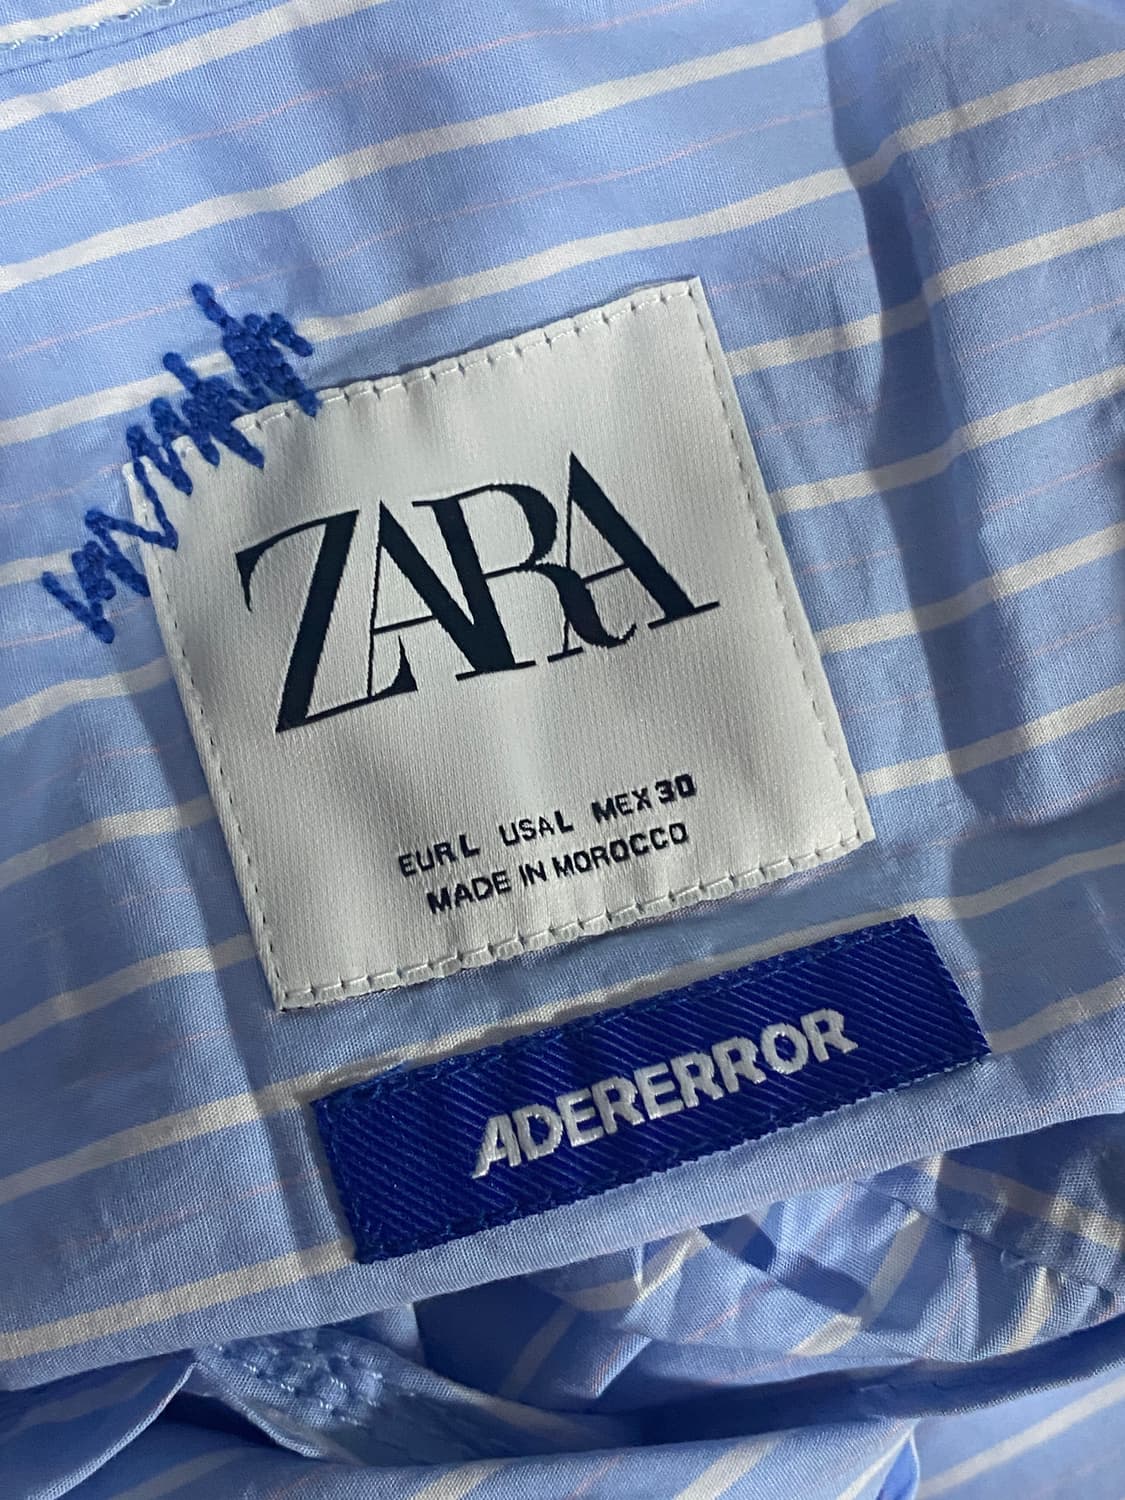 ZARA
EUR L USA L MEX 30
MADE IN MOROCCO
ADERERROR